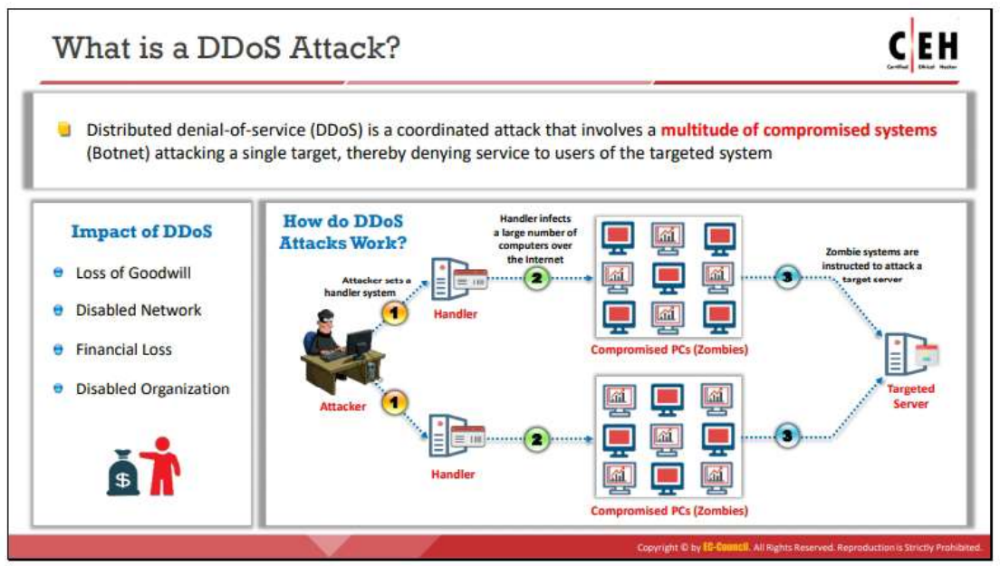 What is a DDoS Attack?
C|EH
Certified Ethical Hacker
Distributed denial-of-service (DDoS) is a coordinated attack that involves a multitude of compromised systems
(Botnet) attacking a single target, thereby denying service to users of the targeted system
Impact of DDoS
Loss of Goodwill
Disabled Network
Financial Loss
Disabled Organization
$
How do DDoS
Attacks Work?
Attacker sets a
handler system
1
Handler
Handler infects
a large number of
computers over
the Internet
2
Compromised PCs (Zombies)
3
Zombie systems are
instructed to attack a
target server
Attacker
1
Handler
2
Compromised PCs (Zombies)
3
Targeted
Server
Copyright © by EC-Council. All Rights Reserved. Reproduction is Strictly Prohibited.